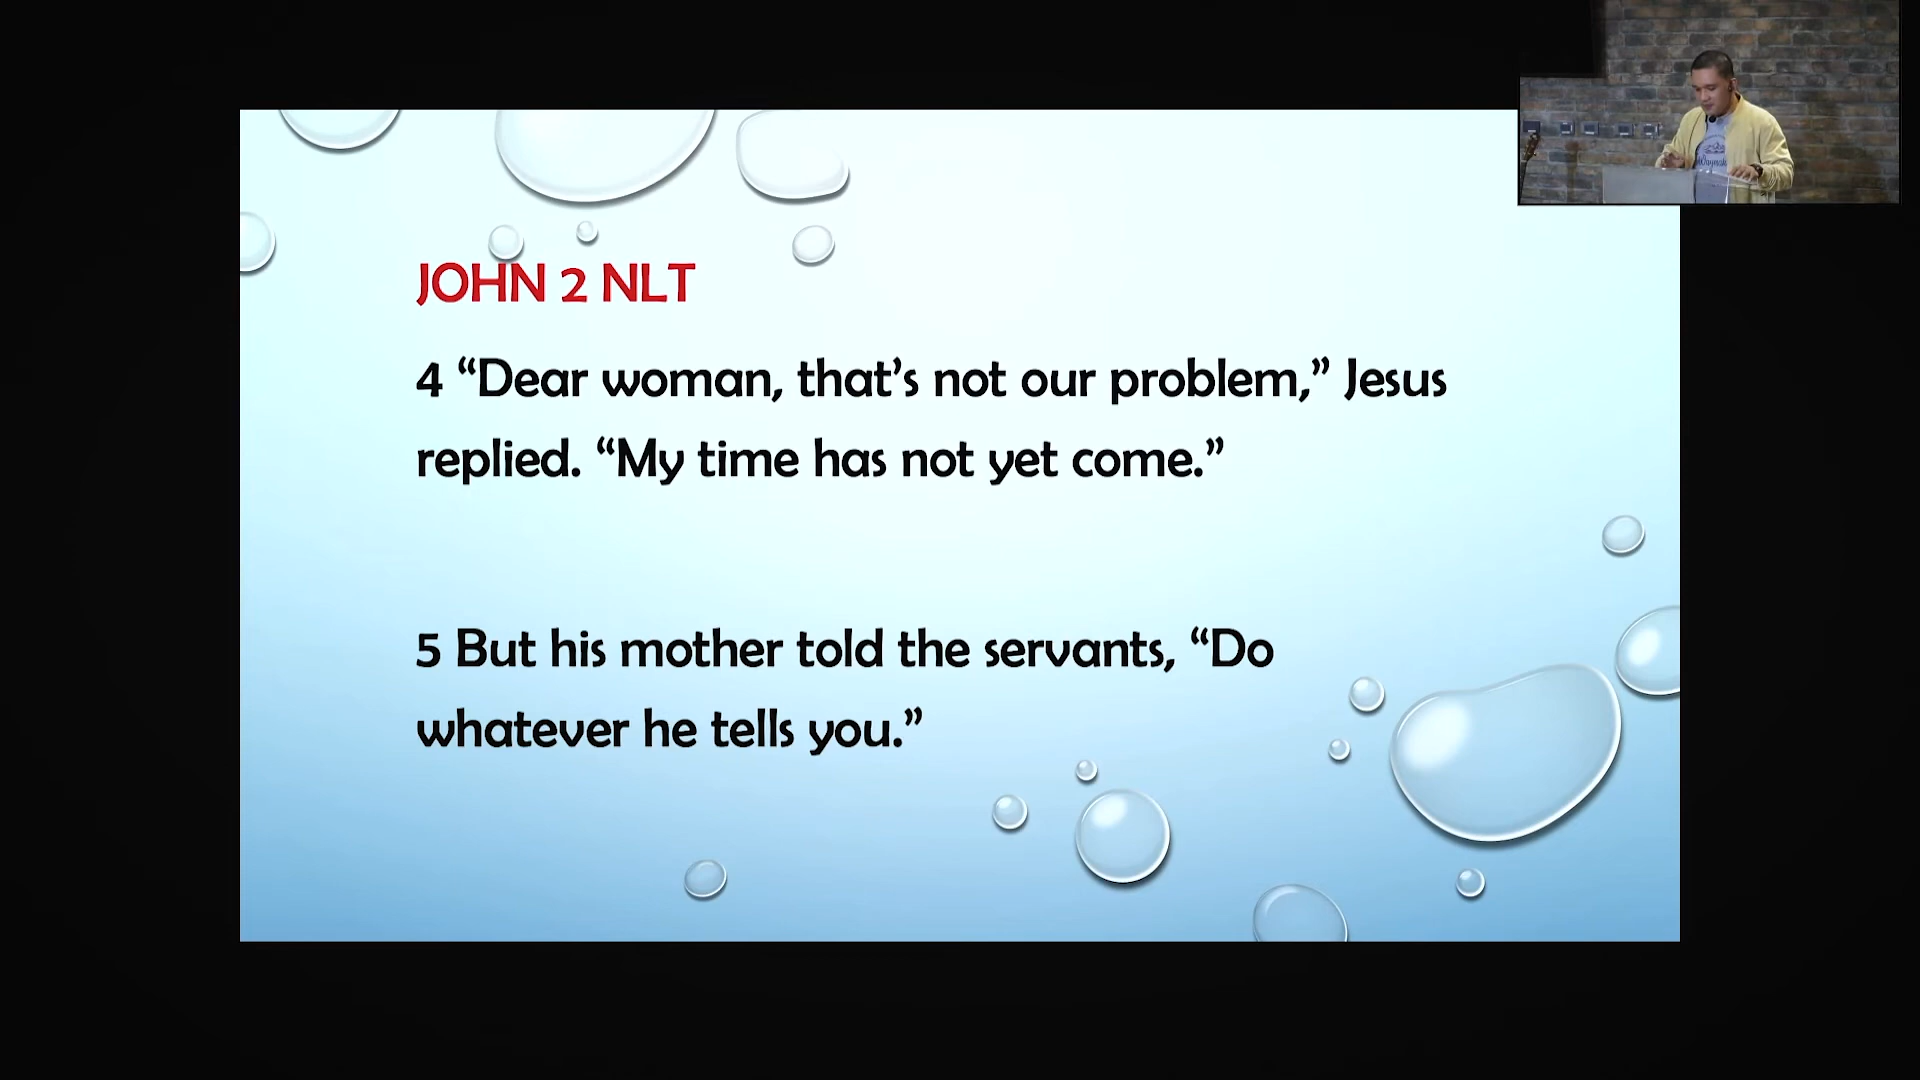 JOHN 2 NLT
4 “Dear woman, that’s not our problem,” Jesus
replied. “My time has not yet come.”
5 But his mother told the servants, “Do
whatever he tells you.”